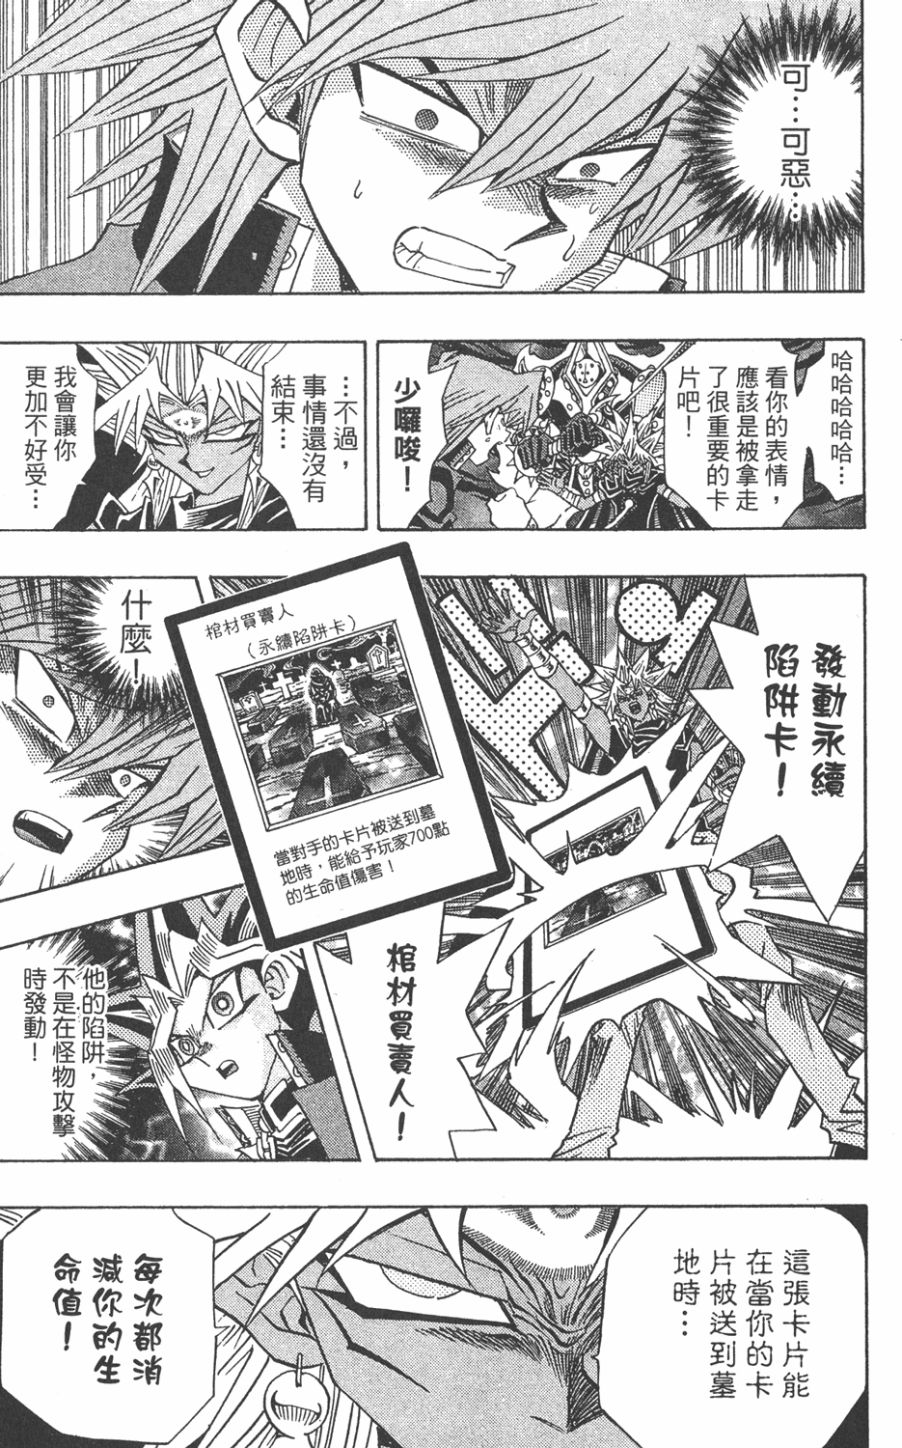 可…可惡…
哈哈哈哈哈…
看你的表情，
應該是被拿走
了很重要的卡
片吧！
少囉唆！
…不過，
事情還沒有
結束…
我會讓你
更加不好受…
發動永續
陷阱卡！
棺材買賣人
（永續陷阱卡）
當對手的卡片被送到墓
地時，能給予玩家700點
的生命值傷害！
棺材買賣人！
什麼！
他的陷阱，
不是在怪物攻擊
時發動！
這張卡片能
在當你的卡
片被送到墓
地時…
每次都消
減你的生
命值！